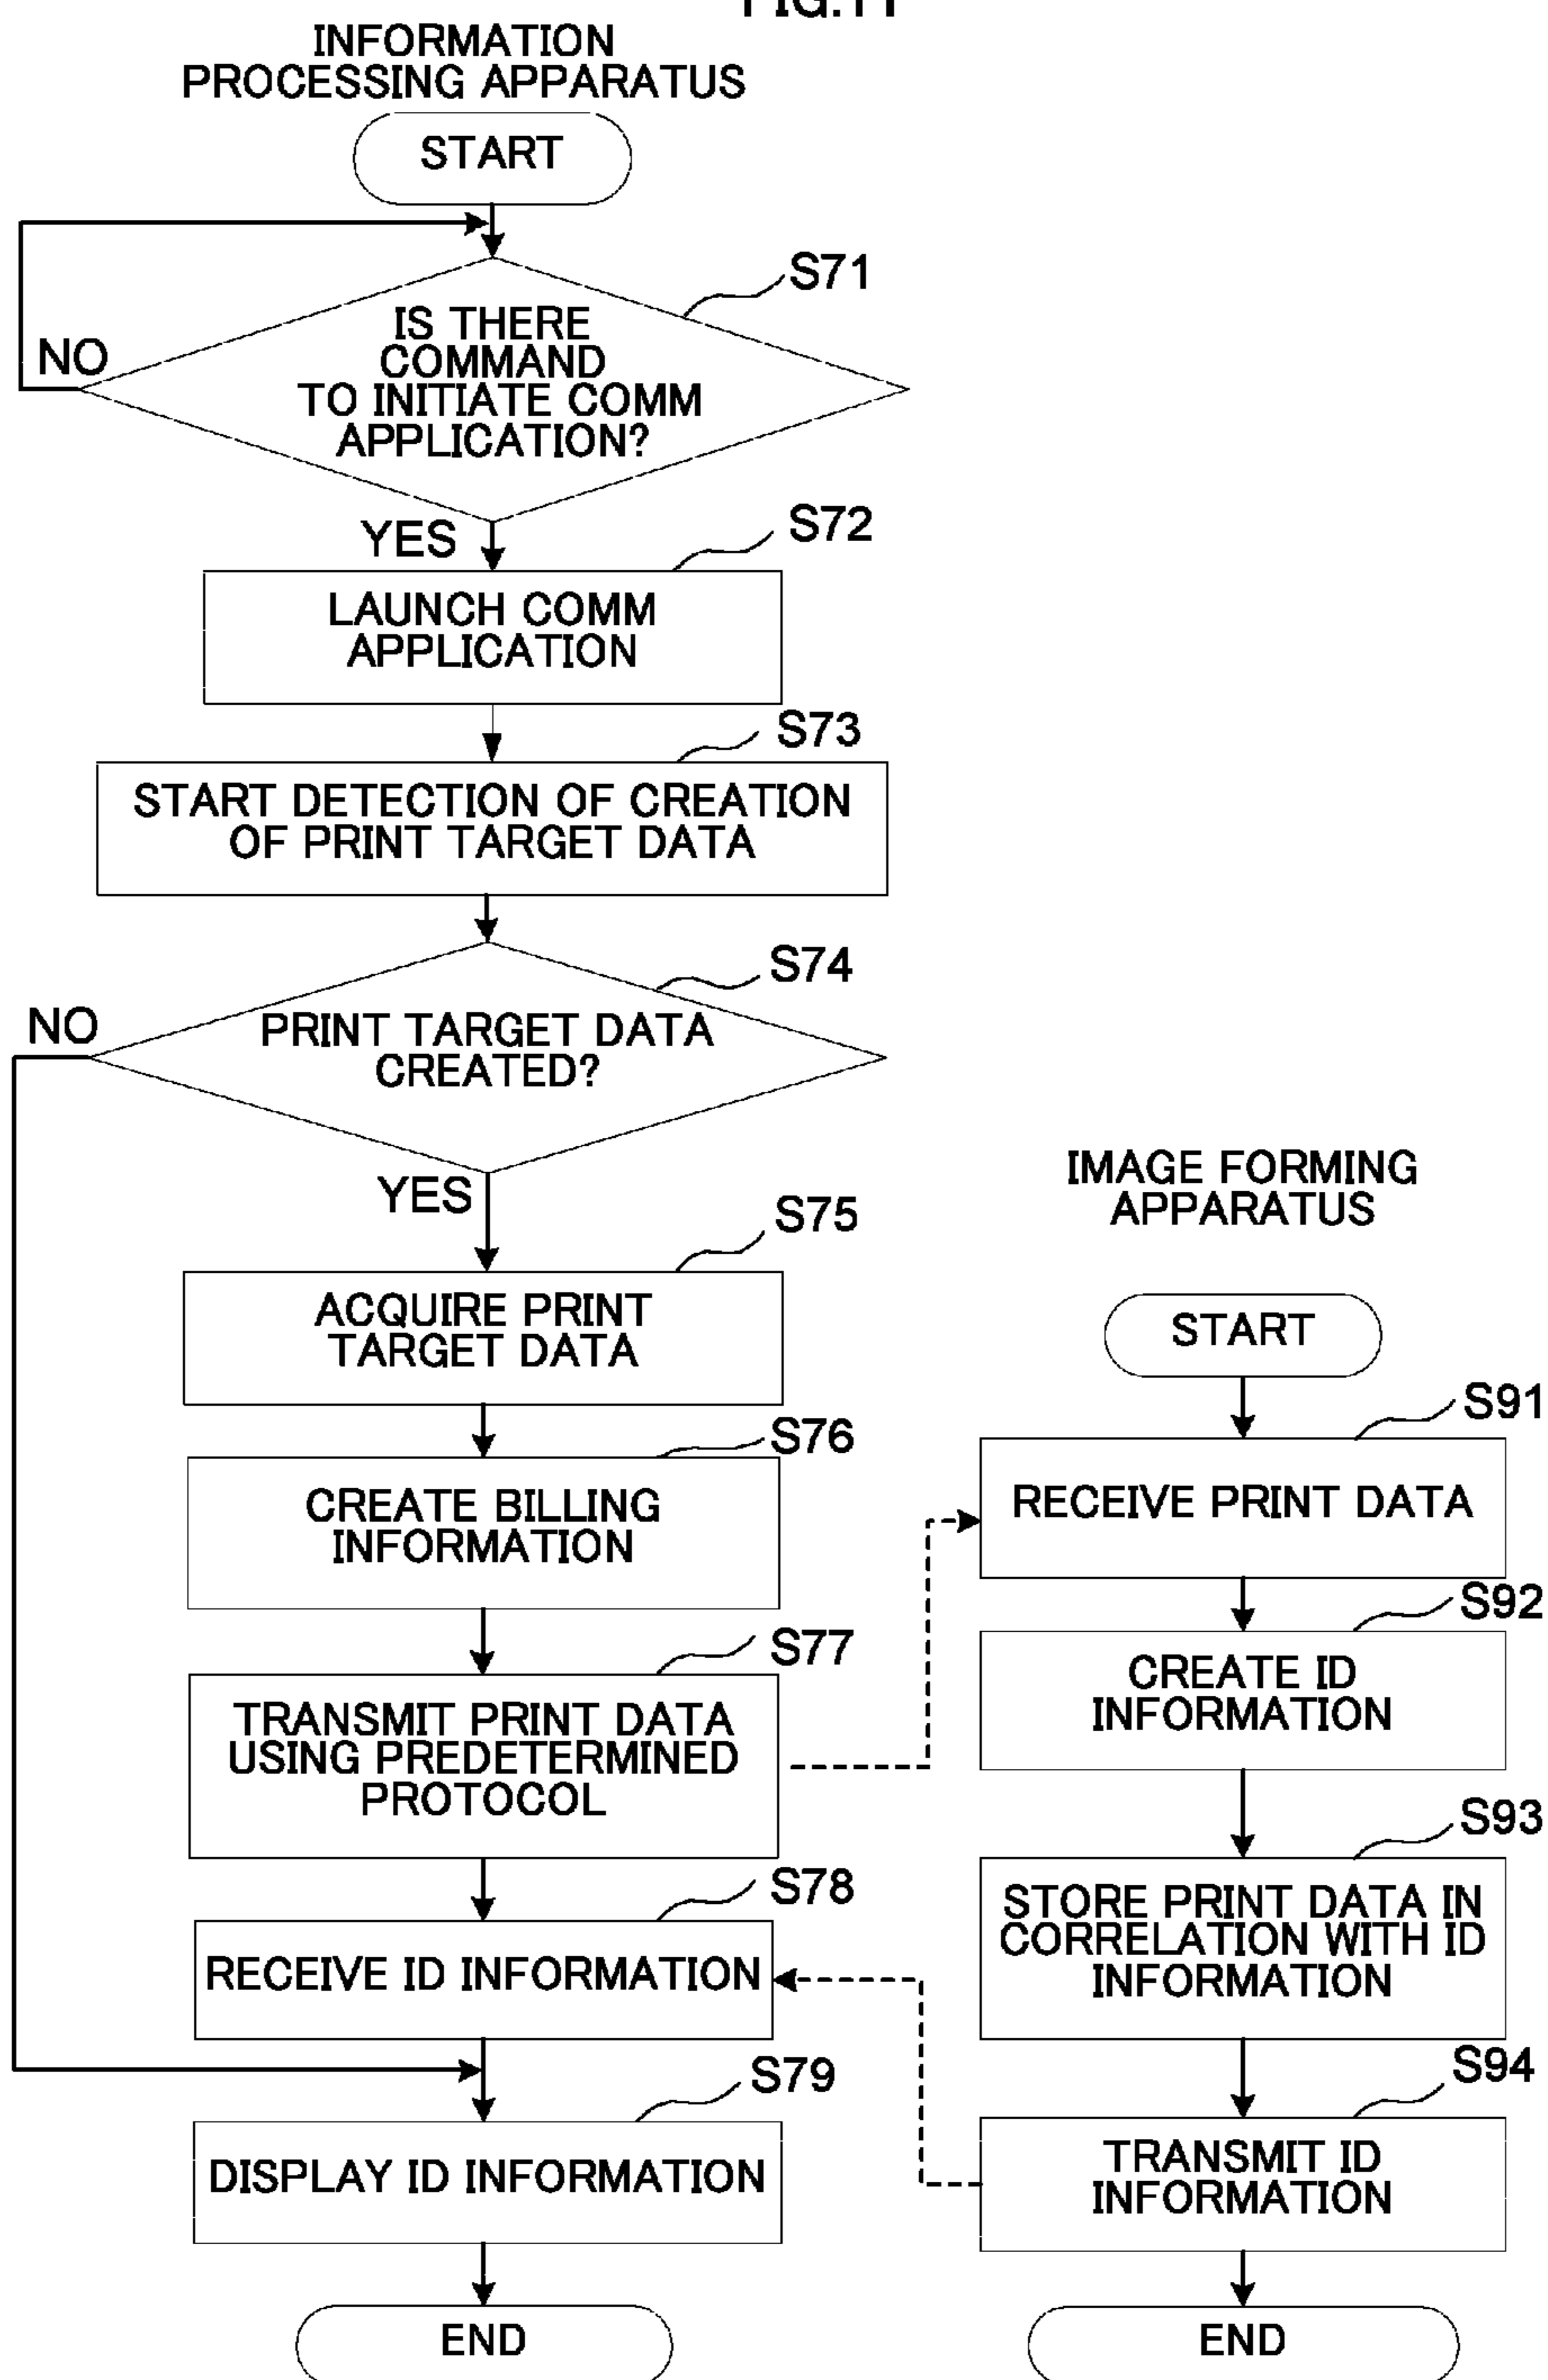 FIG.11
INFORMATION
PROCESSING APPARATUS
START
S71
IS THERE
COMMAND
TO INITIATE COMM
APPLICATION?
NO
YES
S72
LAUNCH COMM
APPLICATION
S73
START DETECTION OF CREATION
OF PRINT TARGET DATA
S74
NO
PRINT TARGET DATA
CREATED?
YES
S75
ACQUIRE PRINT
TARGET DATA
S76
CREATE BILLING
INFORMATION
S77
TRANSMIT PRINT DATA
USING PREDETERMINED
PROTOCOL
S78
RECEIVE ID INFORMATION
S79
DISPLAY ID INFORMATION
END
IMAGE FORMING
APPARATUS
START
S91
RECEIVE PRINT DATA
S92
CREATE ID
INFORMATION
S93
STORE PRINT DATA IN
CORRELATION WITH ID
INFORMATION
S94
TRANSMIT ID
INFORMATION
END